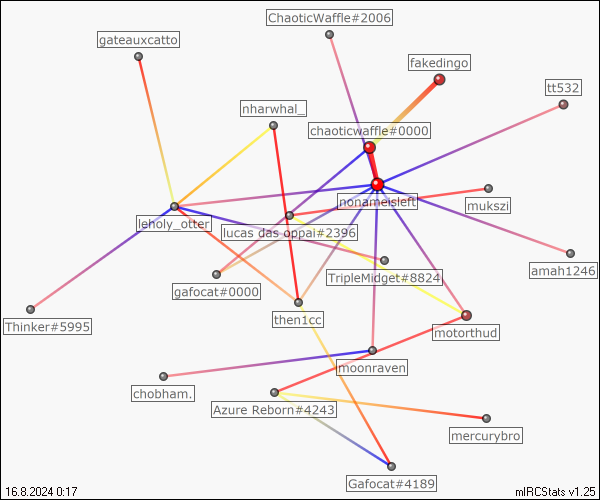 ChaoticWaffle#2006
gateauxcatto
fakedingo
tt532
nharwhal_
chaoticwaffle#0000
nonameisleft
mukszi
leholy_otter
lucas das oppai#2396
amah1246
TripleMidget#8824
gafocat#0000
then1cc
Thinker#5995
motorthud
moonraven
chobham.
Azure Reborn#4243
mercurybro
Gafocat#4189
16.8.2024 0:17
mIRCStats v1.25